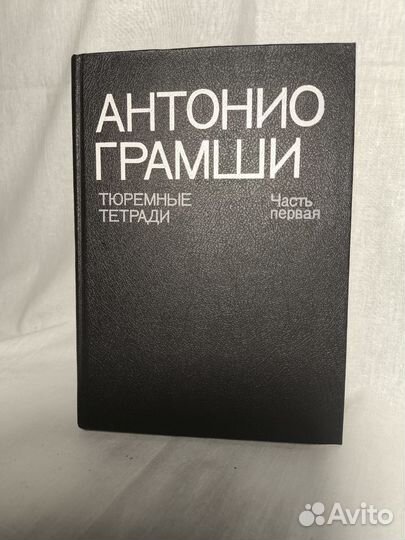 АНТОНИО
ГРАМШИ
ТЮРЕМНЫЕ
ТЕТРАДИ
Часть
первая
Avito